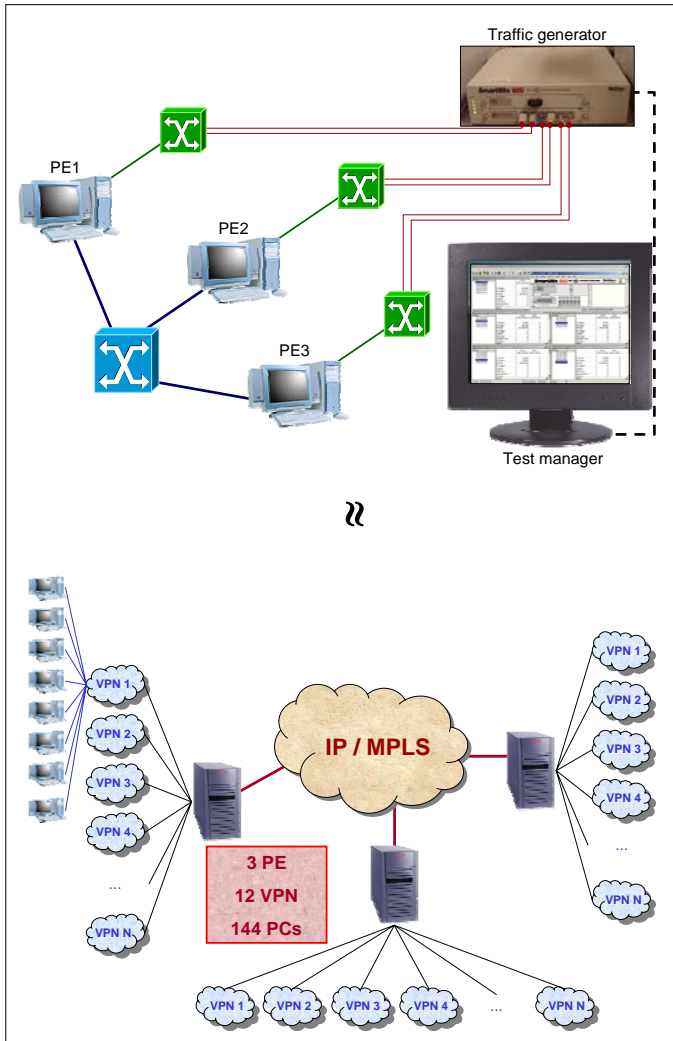 Traffic generator
SmartBits 600
PE1
PE2
PE3
Test manager
≈
VPN 1
VPN 2
VPN 3
VPN 4
...
VPN N
IP / MPLS
VPN 1
VPN 2
VPN 3
VPN 4
...
VPN N
3 PE
12 VPN
144 PCs
VPN 1
VPN 2
VPN 3
VPN 4
...
VPN N